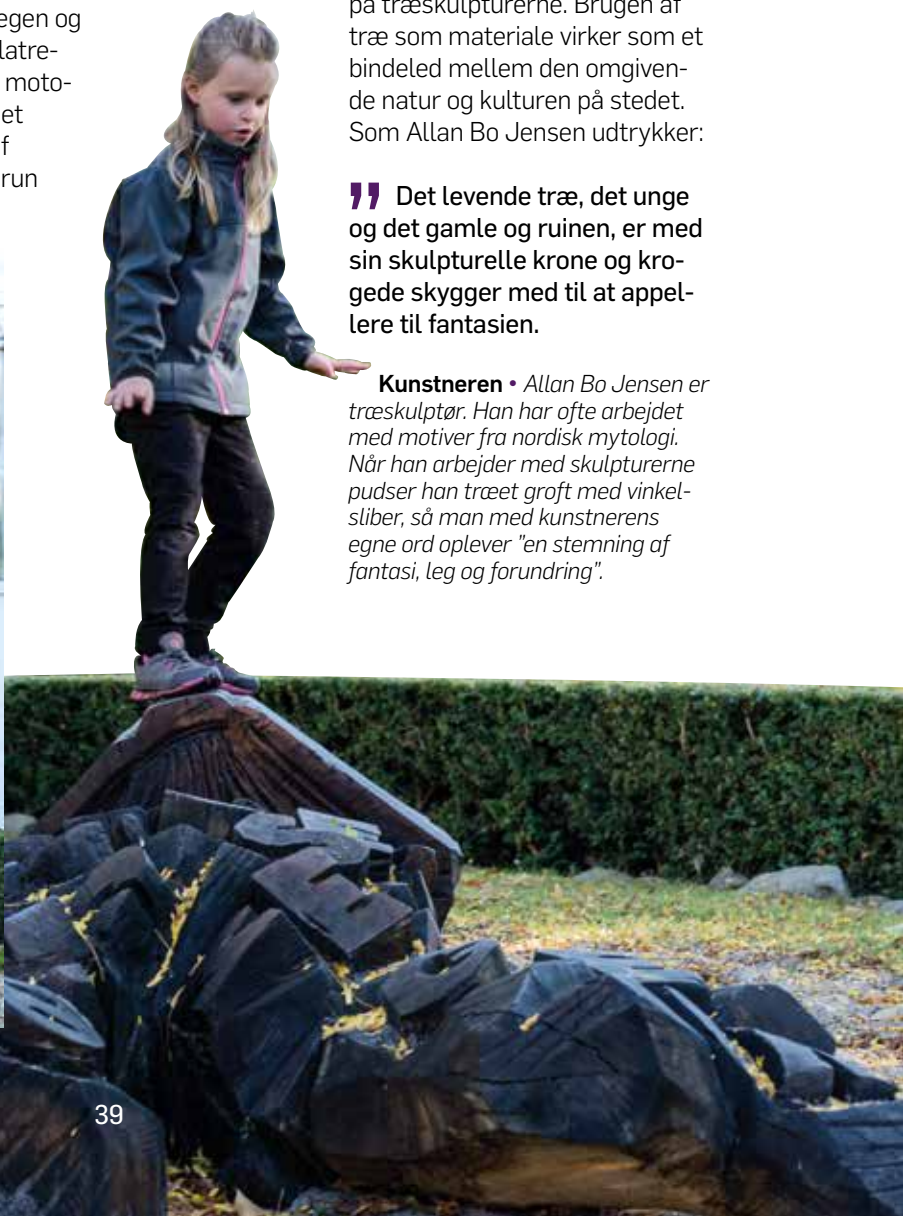 egen og
latre-
moto-
et
f
run
på træskulpturerne. Brugen af
træ som materiale virker som et
bindeled mellem den omgiven-
de natur og kulturen på stedet.
Som Allan Bo Jensen udtrykker:
" Det levende træ, det unge
og det gamle og ruinen, er med
sin skulpturelle krone og kro-
gede skygger med til at appel-
lere til fantasien.
Kunstneren • Allan Bo Jensen er
træskulptør. Han har ofte arbejdet
med motiver fra nordisk mytologi.
Når han arbejder med skulpturerne
pudser han træet groft med vinkel-
sliber, så man med kunstnerens
egne ord oplever ”en stemning af
fantasi, leg og forundring”.
39